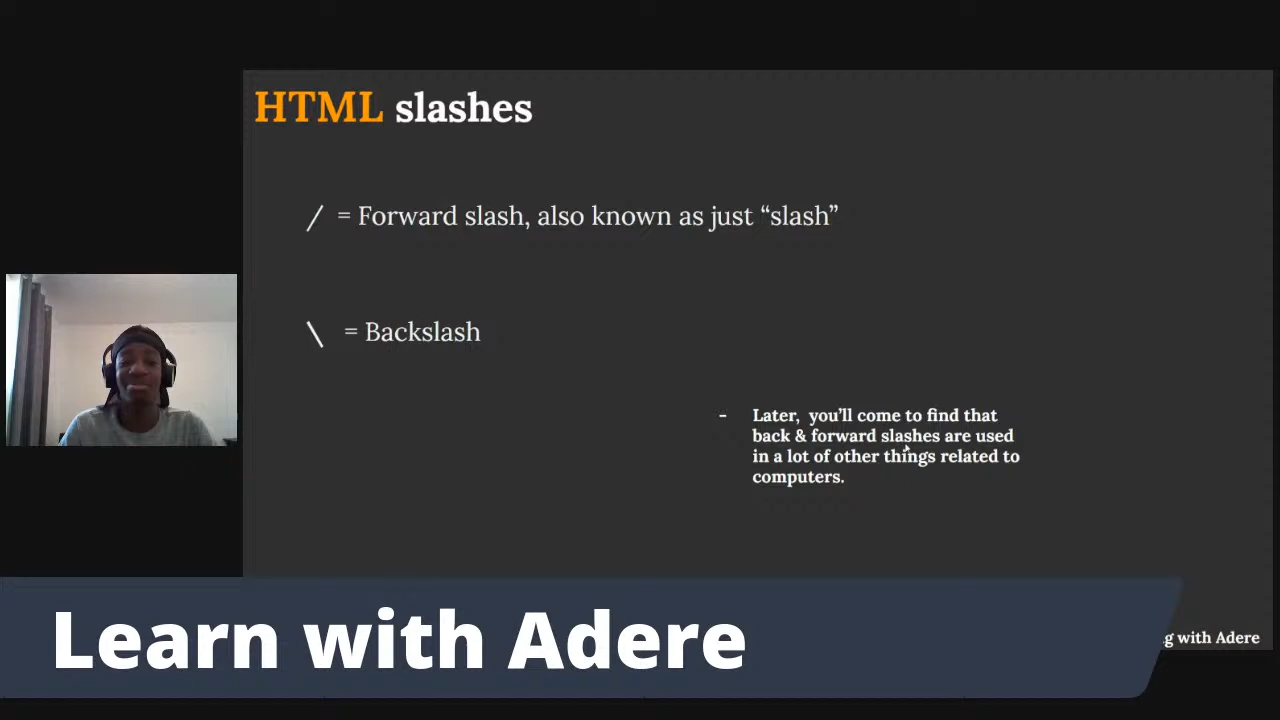 HTML slashes
/ = Forward slash, also known as just “slash”
\ = Backslash
- Later, you’ll come to find that
back & forward slashes are used
in a lot of other things related to
computers.
Learn with Adere
with Adere